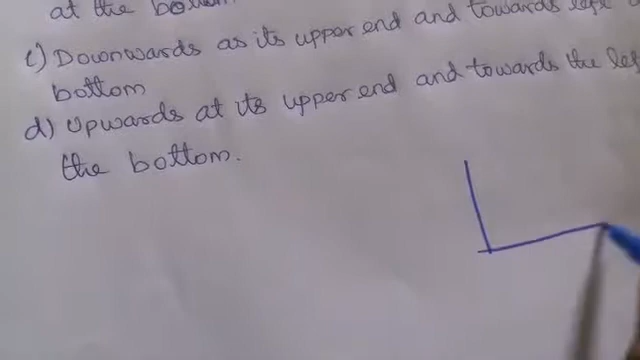 at the bottom
c) Downwards as its upper end and towards left
bottom
d) Upwards at its upper end and towards the left
the bottom.